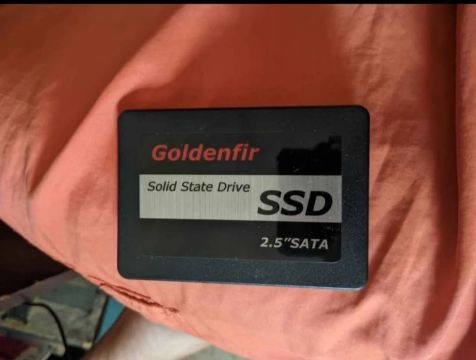 Goldenfir
Solid State Drive
SSD
2.5"SATA